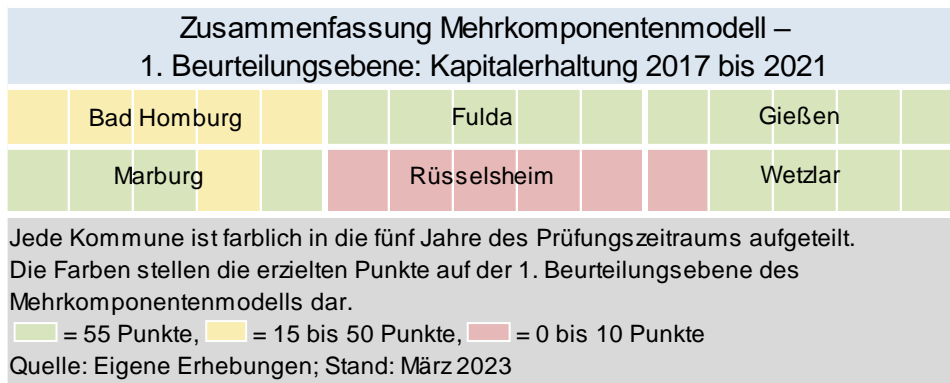 Zusammenfassung Mehrkomponentenmodell –
1. Beurteilungsebene: Kapitalerhaltung 2017 bis 2021
Bad Homburg Fulda Gießen
Marburg Rüsselsheim Wetzlar
Jede Kommune ist farblich in die fünf Jahre des Prüfungszeitraums aufgeteilt.
Die Farben stellen die erzielten Punkte auf der 1. Beurteilungsebene des
Mehrkomponentenmodells dar.
= 55 Punkte, = 15 bis 50 Punkte, = 0 bis 10 Punkte
Quelle: Eigene Erhebungen; Stand: März 2023